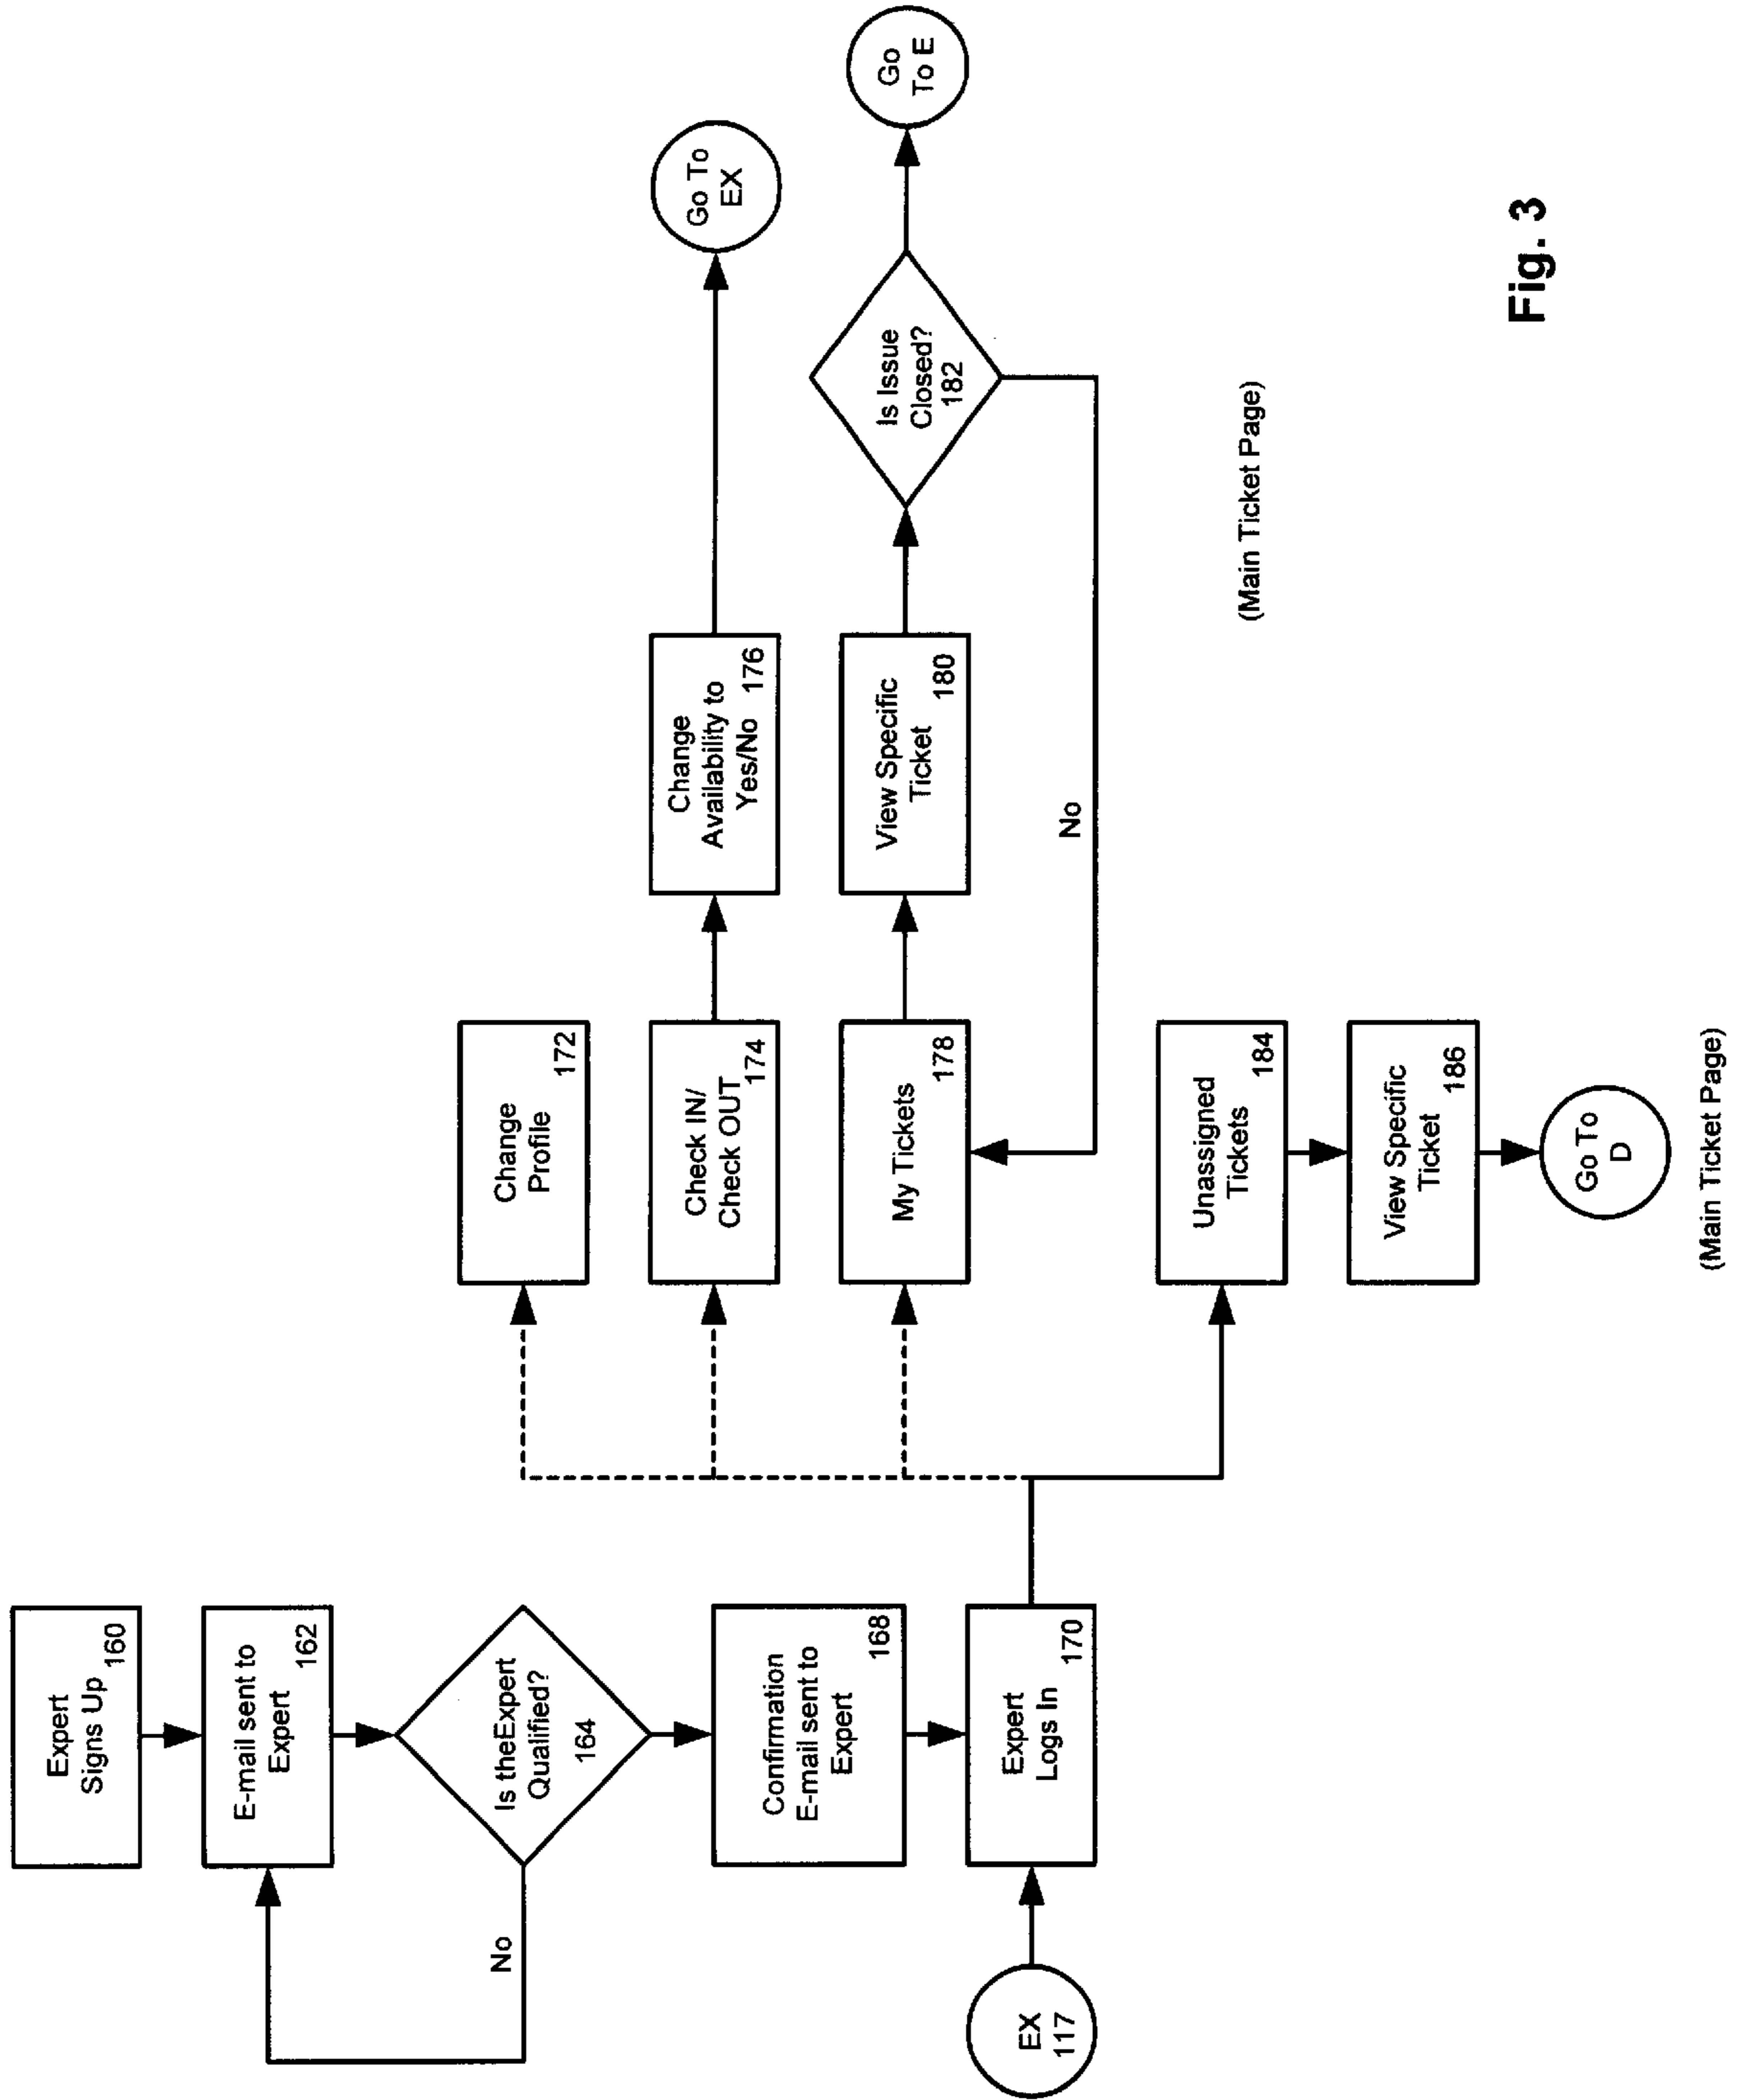 Expert
Signs Up 160
E-mail sent to
Expert 162
Is theExpert
Qualified?
164
No
Confirmation
E-mail sent to
Expert
168
EX
117
Expert
Logs In
170
Change
Profile
172
Check IN/
Check OUT
174
Change
Availability to
Yes/No 176
Go To
EX
My Tickets
178
View Specific
Ticket
180
Is Issue
Closed?
182
Go
To E
No
(Main Ticket Page)
Unassigned
Tickets
184
View Specific
Ticket
186
Go To
D
(Main Ticket Page)
Fig. 3